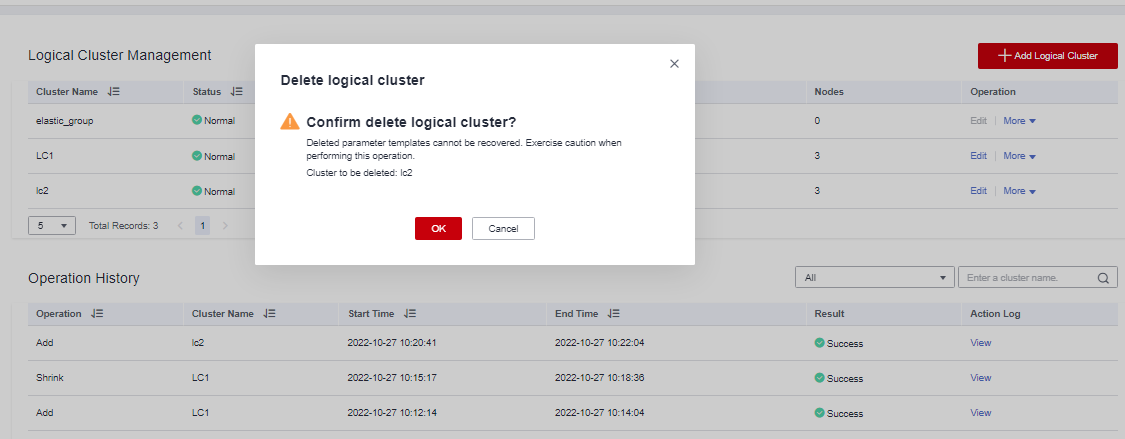 Logical Cluster Management
Add Logical Cluster
Cluster Name Status Nodes Operation
elastic_group Normal 0 Edit More
LC1 Normal 3 Edit More
lc2 Normal 3 Edit More
5 Total Records: 3 1
Delete logical cluster
Confirm delete logical cluster?
Deleted parameter templates cannot be recovered. Exercise caution when
performing this operation.
Cluster to be deleted: lc2
OK Cancel
Operation History
All Enter a cluster name.
Operation Cluster Name Start Time End Time Result Action Log
Add lc2 2022-10-27 10:20:41 2022-10-27 10:22:04 Success View
Shrink LC1 2022-10-27 10:15:17 2022-10-27 10:18:36 Success View
Add LC1 2022-10-27 10:12:14 2022-10-27 10:14:04 Success View